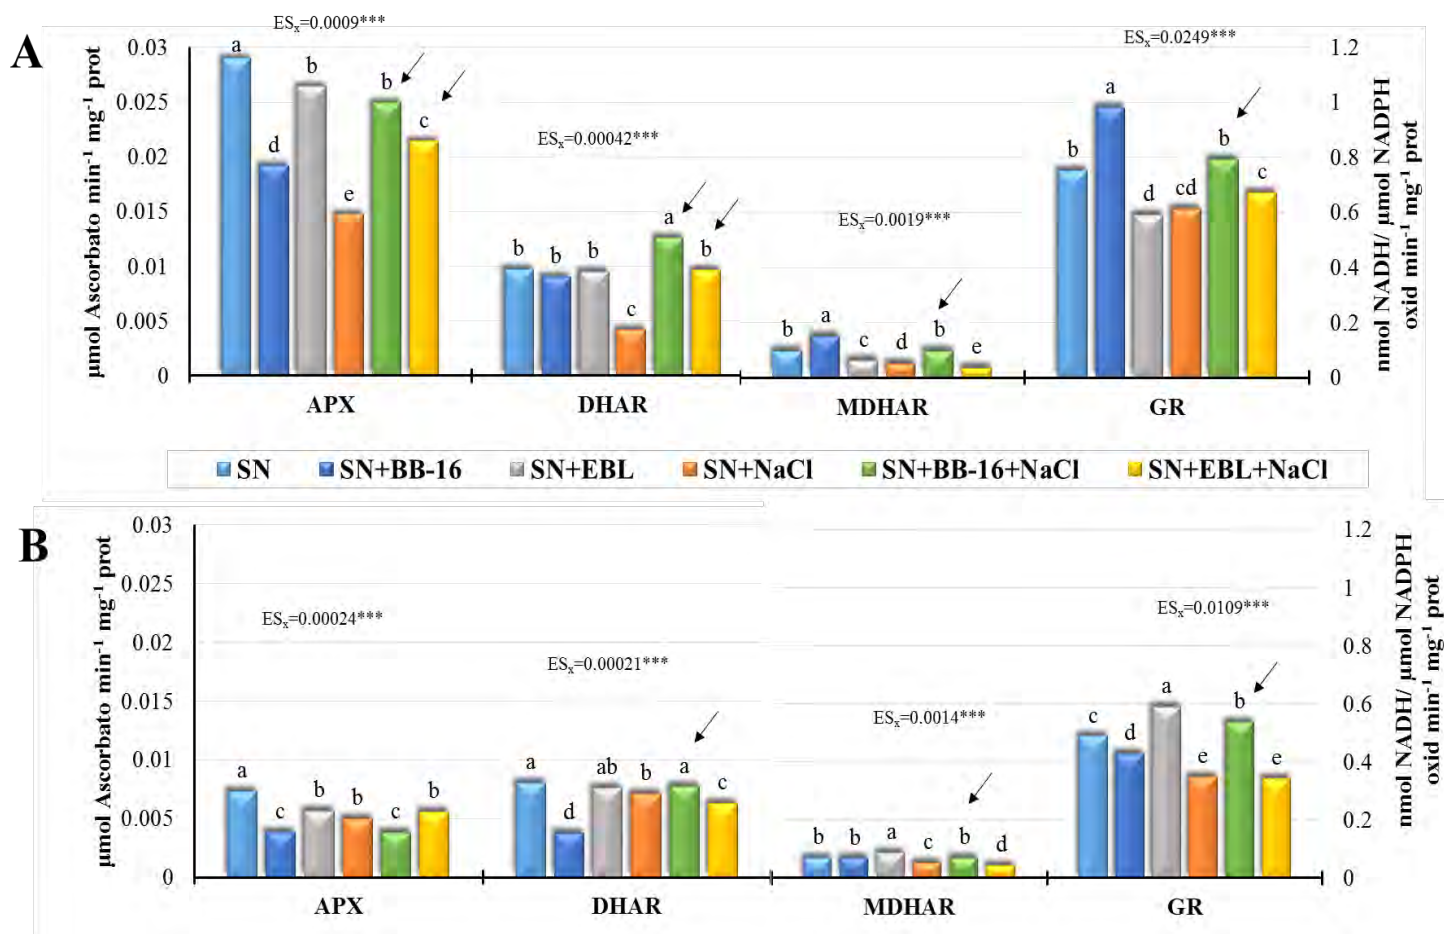 A
ESx=0.0009***
ESx=0.00042***
ESx=0.0019***
ESx=0.0249***
µmol Ascorbato min-1 mg-1 prot
0.03
0.025
0.02
0.015
0.01
0.005
0
a
d
b
e
b
c
b
b
b
c
a
b
b
a
c
d
b
e
b
a
d
cd
b
c
1.2
1
0.8
0.6
0.4
0.2
0
nmol NADH/ µmol NADPH
oxid min-1 mg-1 prot
APX DHAR MDHAR GR
SN SN+BB-16 SN+EBL SN+NaCl SN+BB-16+NaCl SN+EBL+NaCl
B
ESx=0.00024***
ESx=0.00021***
ESx=0.0014***
ESx=0.0109***
µmol Ascorbato min-1 mg-1 prot
0.03
0.025
0.02
0.015
0.01
0.005
0
a
c
b
b
c
b
a
d
ab
b
a
c
b
b
a
c
b
d
c
d
a
e
b
e
1.2
1
0.8
0.6
0.4
0.2
0
nmol NADH/ µmol NADPH
oxid min-1 mg-1 prot
APX DHAR MDHAR GR